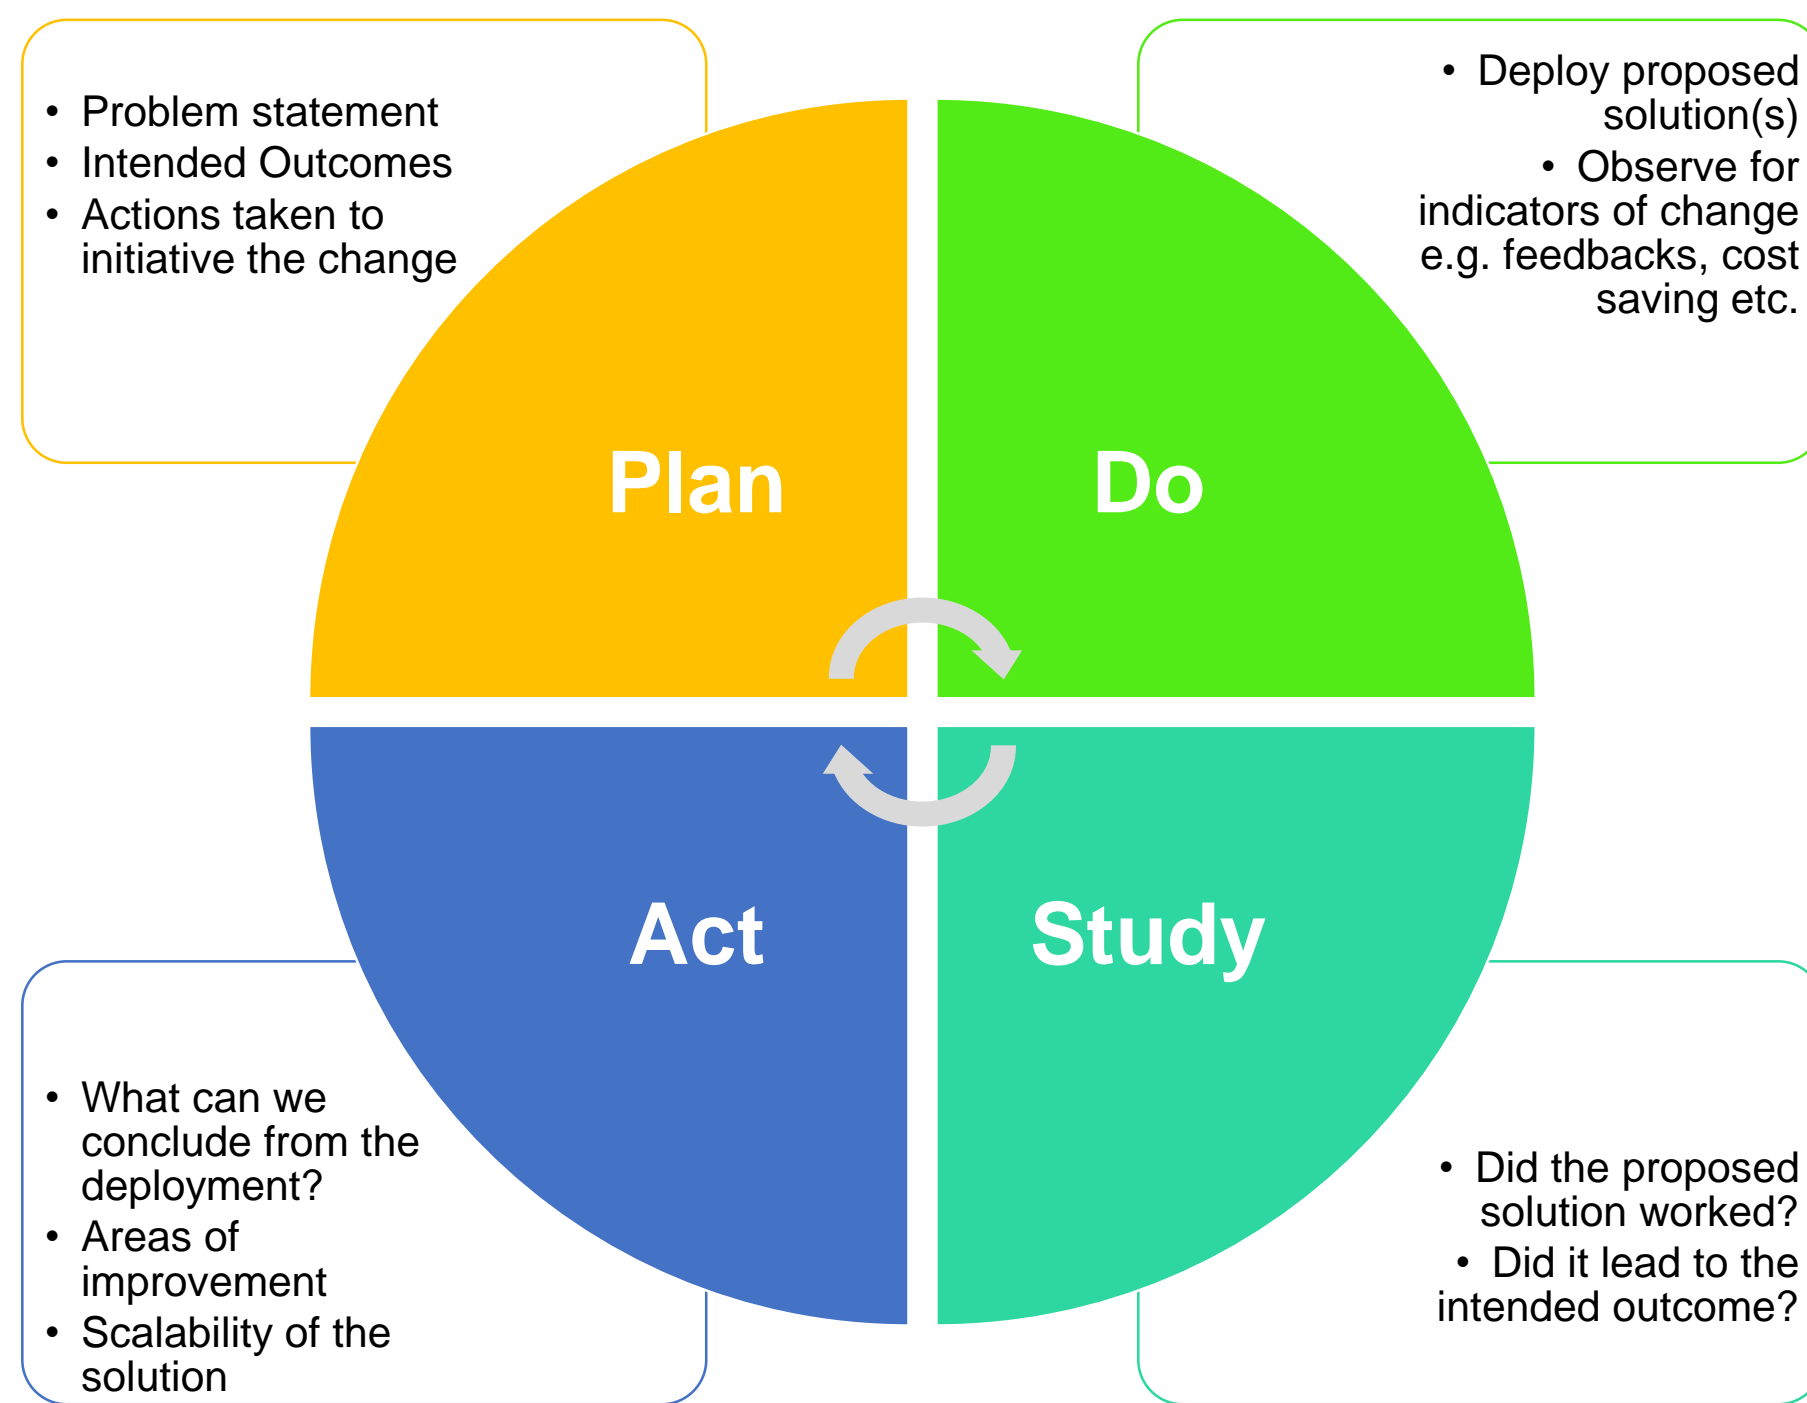 • Problem statement
• Intended Outcomes
• Actions taken to
initiative the change
Plan
• Deploy proposed
solution(s)
• Observe for
indicators of change
e.g. feedbacks, cost
saving etc.
Do
Act
• What can we
conclude from the
deployment?
• Areas of
improvement
• Scalability of the
solution
Study
• Did the proposed
solution worked?
• Did it lead to the
intended outcome?